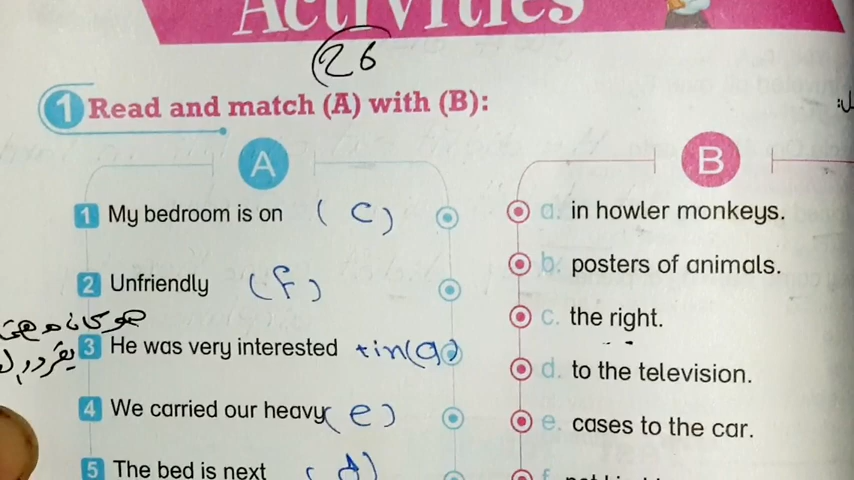 Activities
26
1 Read and match (A) with (B):
A
B
1 My bedroom is on ( c )
a. in howler monkeys.
2 Unfriendly ( f )
b. posters of animals.
c. the right.
3 He was very interested +in(a)
d. to the television.
4 We carried our heavy (e)
e. cases to the car.
5 The bed is next (d)
f.